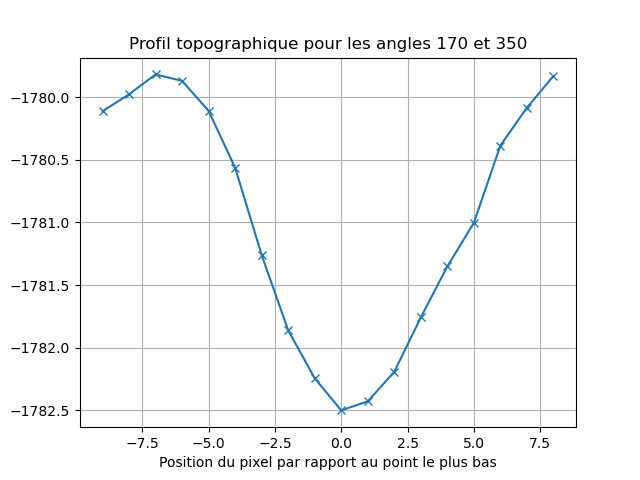 Profil topographique pour les angles 170 et 350
−1780.0
−1780.5
−1781.0
−1781.5
−1782.0
−1782.5
−7.5 −5.0 −2.5 0.0 2.5 5.0 7.5
Position du pixel par rapport au point le plus bas